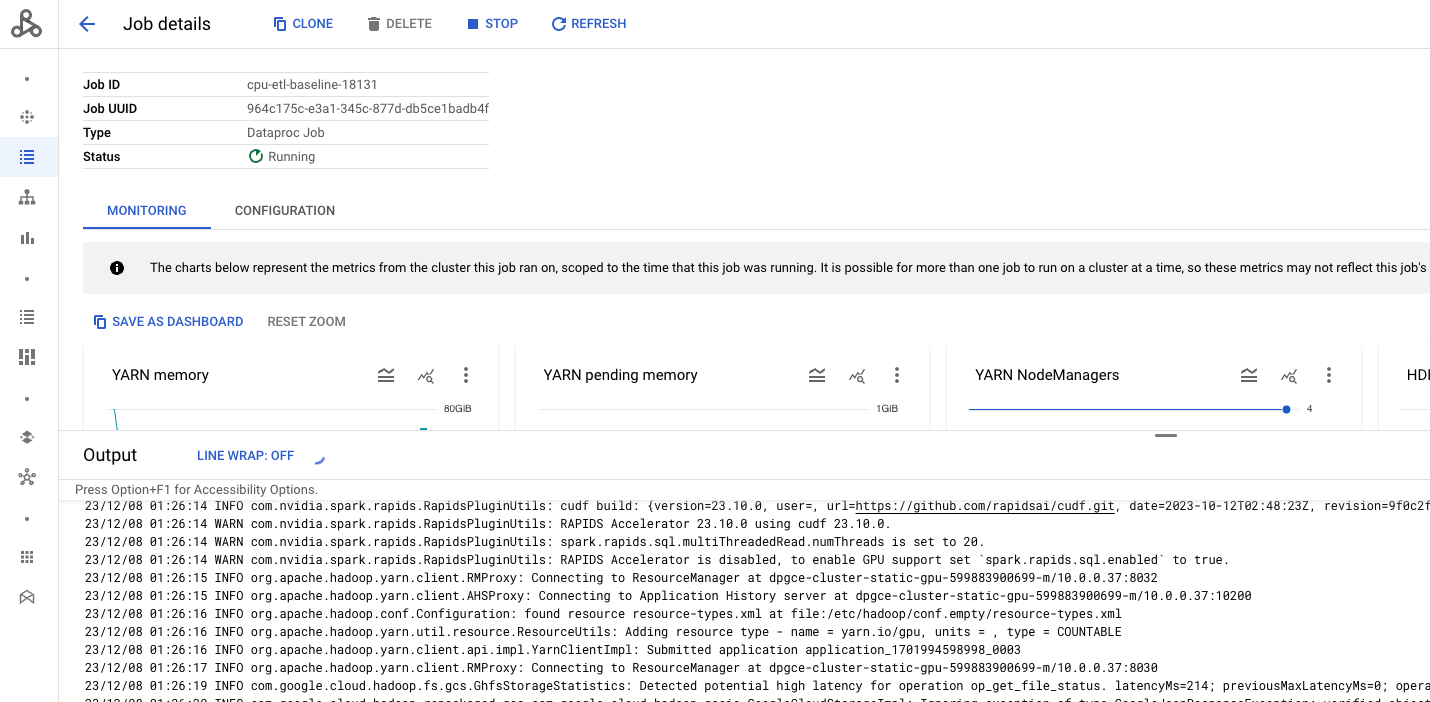 Job details
CLONE
DELETE
STOP
REFRESH
Job ID cpu-etl-baseline-18131
Job UUID 964c175c-e3a1-345c-877d-db5ce1badb4f
Type Dataproc Job
Status Running
MONITORING CONFIGURATION
The charts below represent the metrics from the cluster this job ran on, scoped to the time that this job was running. It is possible for more than one job to run on a cluster at a time, so these metrics may not reflect this job's
SAVE AS DASHBOARD RESET ZOOM
YARN memory
80GiB
YARN pending memory
1GiB
YARN NodeManagers
4
Output LINE WRAP: OFF
Press Option+F1 for Accessibility Options.
23/12/08 01:26:14 INFO com.nvidia.spark.rapids.RapidsPluginUtils: cudf build: {version=23.10.0, user=, url=https://github.com/rapidsai/cudf.git, date=2023-10-12T02:48:23Z, revision=9f0c2f
23/12/08 01:26:14 WARN com.nvidia.spark.rapids.RapidsPluginUtils: RAPIDS Accelerator 23.10.0 using cudf 23.10.0.
23/12/08 01:26:14 WARN com.nvidia.spark.rapids.RapidsPluginUtils: spark.rapids.sql.multiThreadedRead.numThreads is set to 20.
23/12/08 01:26:14 WARN com.nvidia.spark.rapids.RapidsPluginUtils: RAPIDS Accelerator is disabled, to enable GPU support set `spark.rapids.sql.enabled` to true.
23/12/08 01:26:15 INFO org.apache.hadoop.yarn.client.RMProxy: Connecting to ResourceManager at dpgce-cluster-static-gpu-599883900699-m/10.0.0.37:8032
23/12/08 01:26:15 INFO org.apache.hadoop.yarn.client.AHSProxy: Connecting to Application History server at dpgce-cluster-static-gpu-599883900699-m/10.0.0.37:10200
23/12/08 01:26:16 INFO org.apache.hadoop.conf.Configuration: found resource resource-types.xml at file:/etc/hadoop/conf.empty/resource-types.xml
23/12/08 01:26:16 INFO org.apache.hadoop.yarn.util.resource.ResourceUtils: Adding resource type - name = yarn.io/gpu, units = , type = COUNTABLE
23/12/08 01:26:16 INFO org.apache.hadoop.yarn.client.api.impl.YarnClientImpl: Submitted application application_1701994598998_0003
23/12/08 01:26:17 INFO org.apache.hadoop.yarn.client.RMProxy: Connecting to ResourceManager at dpgce-cluster-static-gpu-599883900699-m/10.0.0.37:8030
23/12/08 01:26:19 INFO com.google.cloud.hadoop.fs.gcs.GhfsStorageStatistics: Detected potential high latency for operation op_get_file_status. latencyMs=214; previousMaxLatencyMs=0; opera